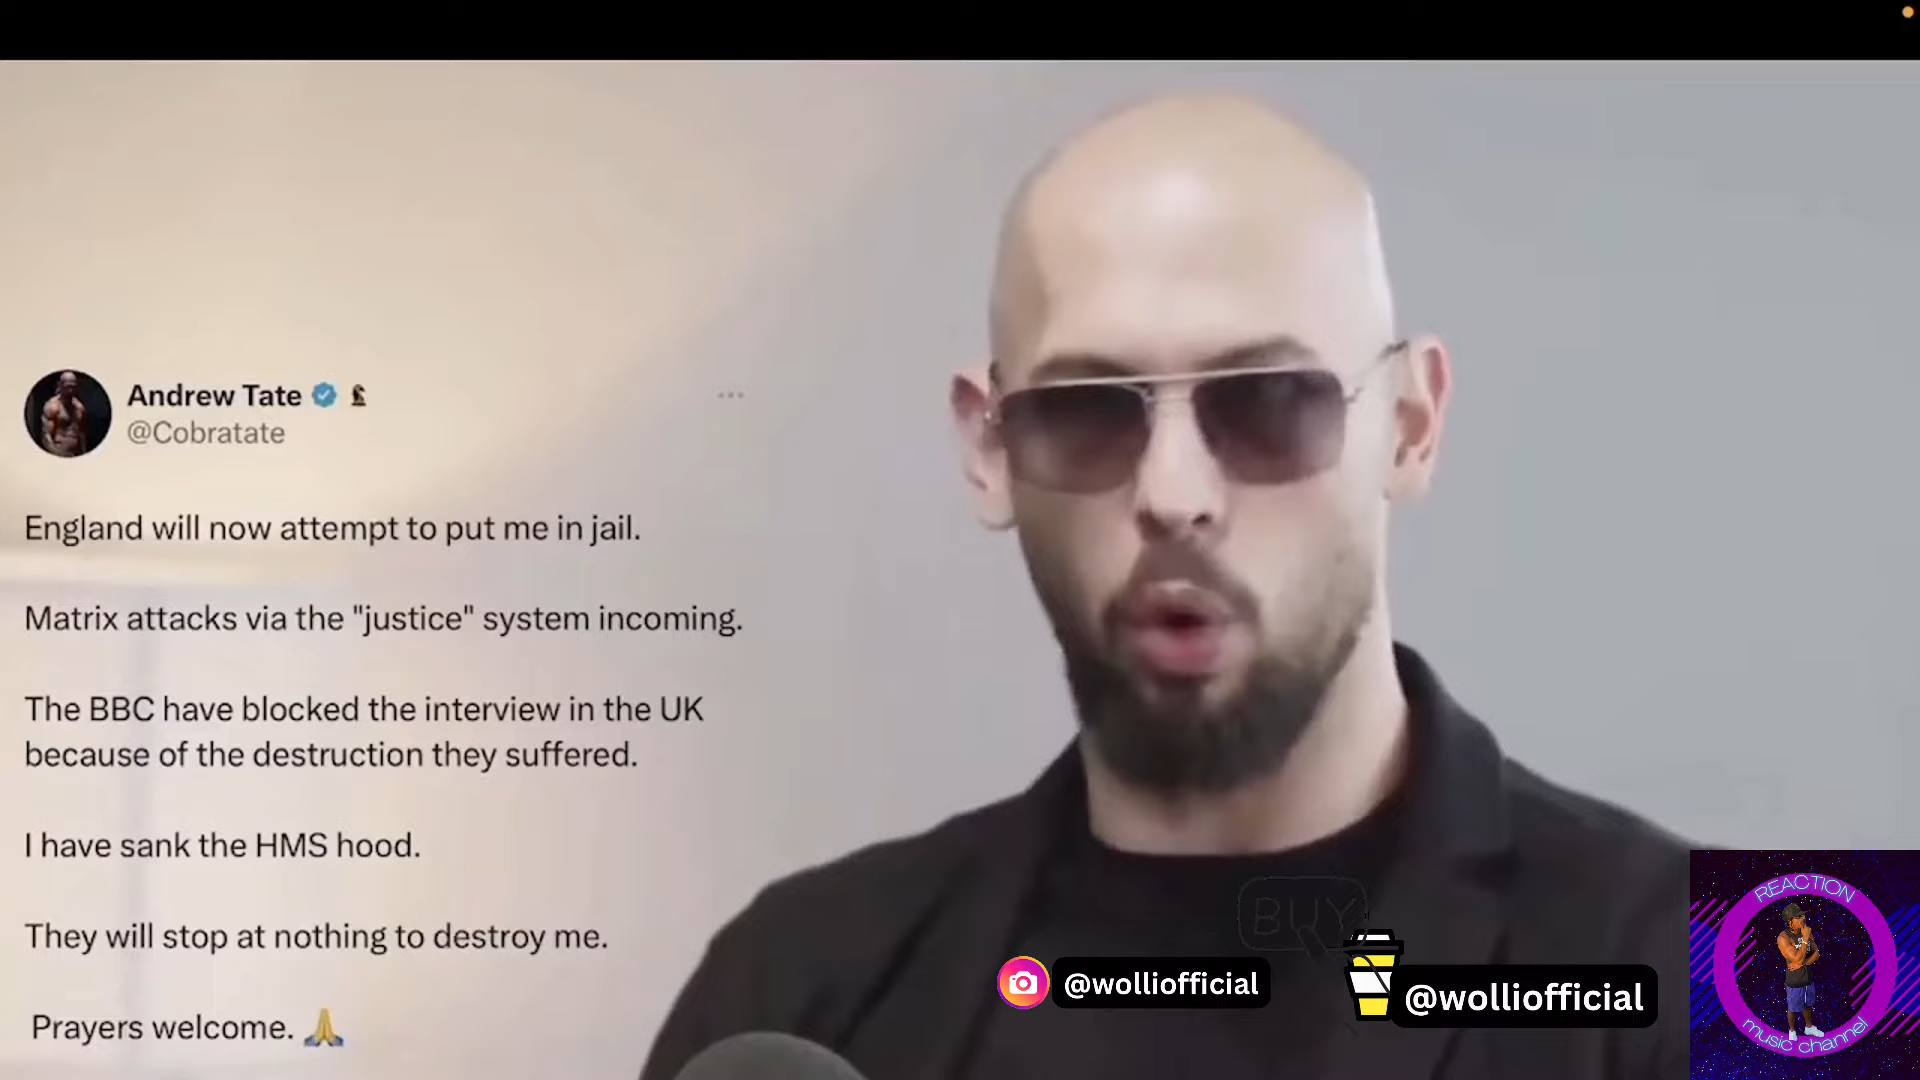 Andrew Tate
@Cobratate
England will now attempt to put me in jail.
Matrix attacks via the "justice" system incoming.
The BBC have blocked the interview in the UK
because of the destruction they suffered.
I have sank the HMS hood.
They will stop at nothing to destroy me.
Prayers welcome. 🙏
BUY
@wolliofficial
@wolliofficial
REACTION
music channel